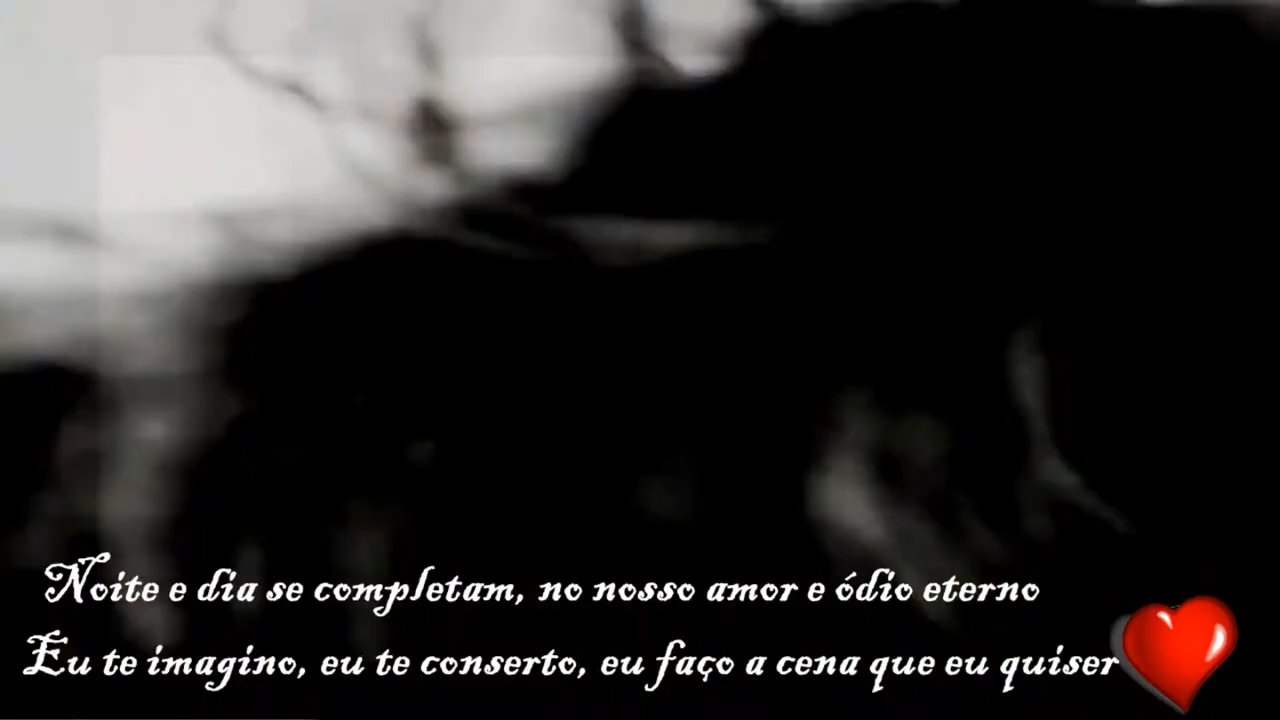 Noite e dia se completam, no nosso amor e ódio eterno
Eu te imagino, eu te conserto, eu faço a cena que eu quiser